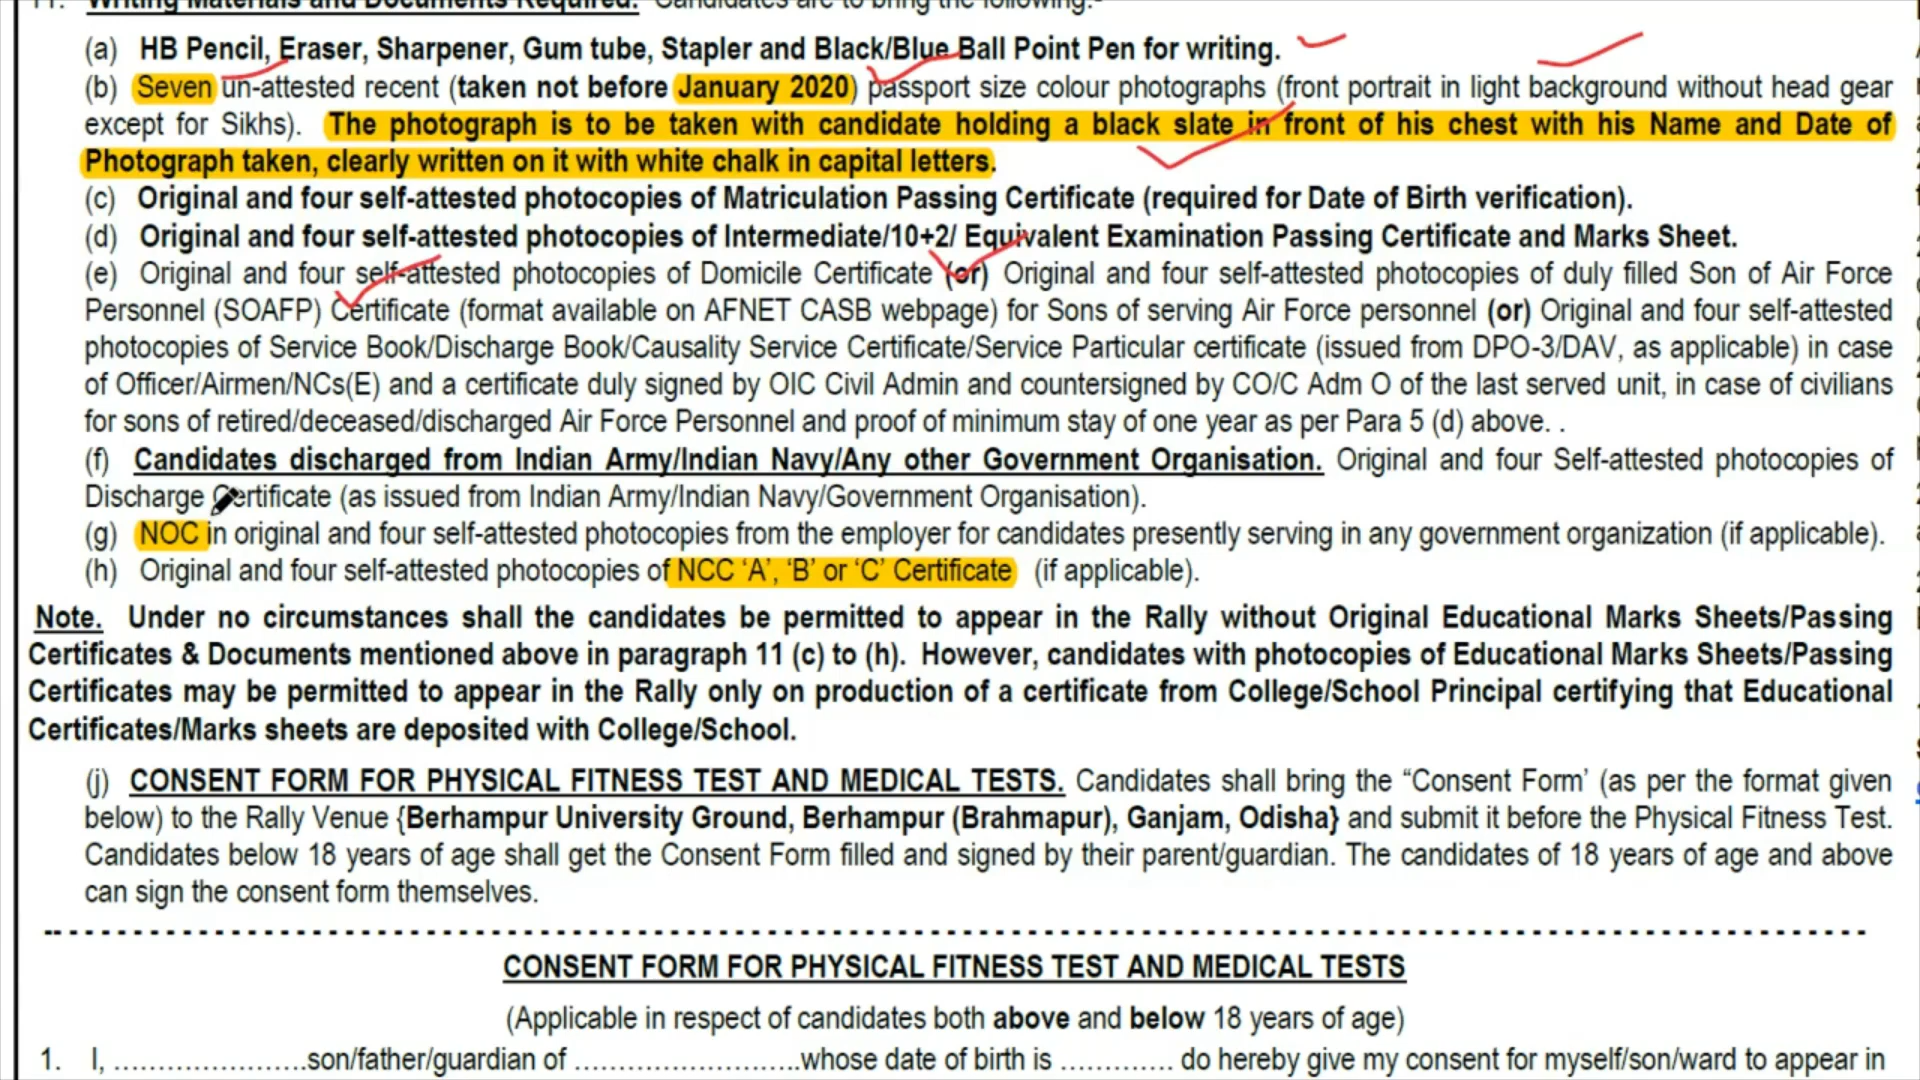 11. Writing Materials and Documents Required. Candidates are to bring the following:-
(a) HB Pencil, Eraser, Sharpener, Gum tube, Stapler and Black/Blue Ball Point Pen for writing.
(b) Seven un-attested recent (taken not before January 2020) passport size colour photographs (front portrait in light background without head gear
except for Sikhs). The photograph is to be taken with candidate holding a black slate in front of his chest with his Name and Date of
Photograph taken, clearly written on it with white chalk in capital letters.
(c) Original and four self-attested photocopies of Matriculation Passing Certificate (required for Date of Birth verification).
(d) Original and four self-attested photocopies of Intermediate/10+2/ Equivalent Examination Passing Certificate and Marks Sheet.
(e) Original and four self-attested photocopies of Domicile Certificate (or) Original and four self-attested photocopies of duly filled Son of Air Force
Personnel (SOAFP) Certificate (format available on AFNET CASB webpage) for Sons of serving Air Force personnel (or) Original and four self-attested
photocopies of Service Book/Discharge Book/Causality Service Certificate/Service Particular certificate (issued from DPO-3/DAV, as applicable) in case
of Officer/Airmen/NCs(E) and a certificate duly signed by OIC Civil Admin and countersigned by CO/C Adm O of the last served unit, in case of civilians
for sons of retired/deceased/discharged Air Force Personnel and proof of minimum stay of one year as per Para 5 (d) above. .
(f) Candidates discharged from Indian Army/Indian Navy/Any other Government Organisation. Original and four Self-attested photocopies of
Discharge Certificate (as issued from Indian Army/Indian Navy/Government Organisation).
(g) NOC in original and four self-attested photocopies from the employer for candidates presently serving in any government organization (if applicable).
(h) Original and four self-attested photocopies of NCC ‘A’, ‘B’ or ‘C’ Certificate (if applicable).
Note. Under no circumstances shall the candidates be permitted to appear in the Rally without Original Educational Marks Sheets/Passing
Certificates & Documents mentioned above in paragraph 11 (c) to (h). However, candidates with photocopies of Educational Marks Sheets/Passing
Certificates may be permitted to appear in the Rally only on production of a certificate from College/School Principal certifying that Educational
Certificates/Marks sheets are deposited with College/School.
(j) CONSENT FORM FOR PHYSICAL FITNESS TEST AND MEDICAL TESTS. Candidates shall bring the “Consent Form’ (as per the format given
below) to the Rally Venue {Berhampur University Ground, Berhampur (Brahmapur), Ganjam, Odisha} and submit it before the Physical Fitness Test.
Candidates below 18 years of age shall get the Consent Form filled and signed by their parent/guardian. The candidates of 18 years of age and above
can sign the consent form themselves.
CONSENT FORM FOR PHYSICAL FITNESS TEST AND MEDICAL TESTS
(Applicable in respect of candidates both above and below 18 years of age)
1. I, ......................son/father/guardian of .........................whose date of birth is ............. do hereby give my consent for myself/son/ward to appear in